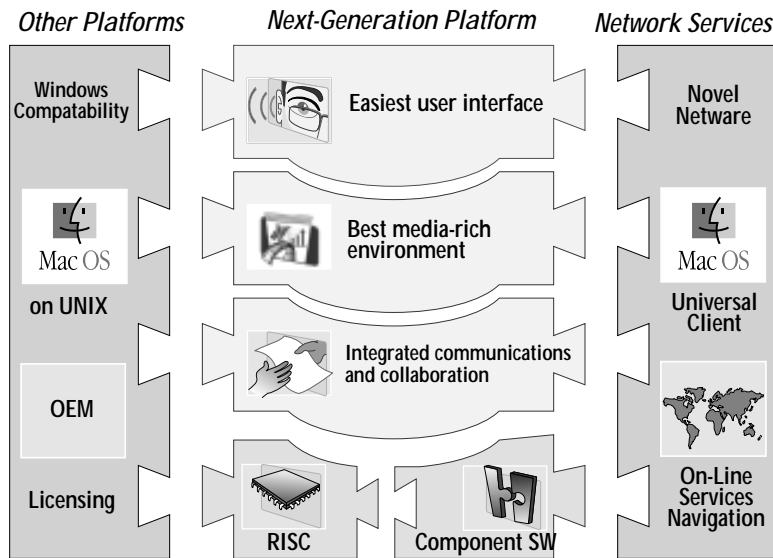 Other Platforms
Next-Generation Platform
Network Services
Windows
Compatability
Mac OS
on UNIX
OEM
Licensing
Easiest user interface
Best media-rich
environment
Integrated communications
and collaboration
RISC
Component SW
Novel
Netware
Mac OS
Universal
Client
On-Line
Services
Navigation